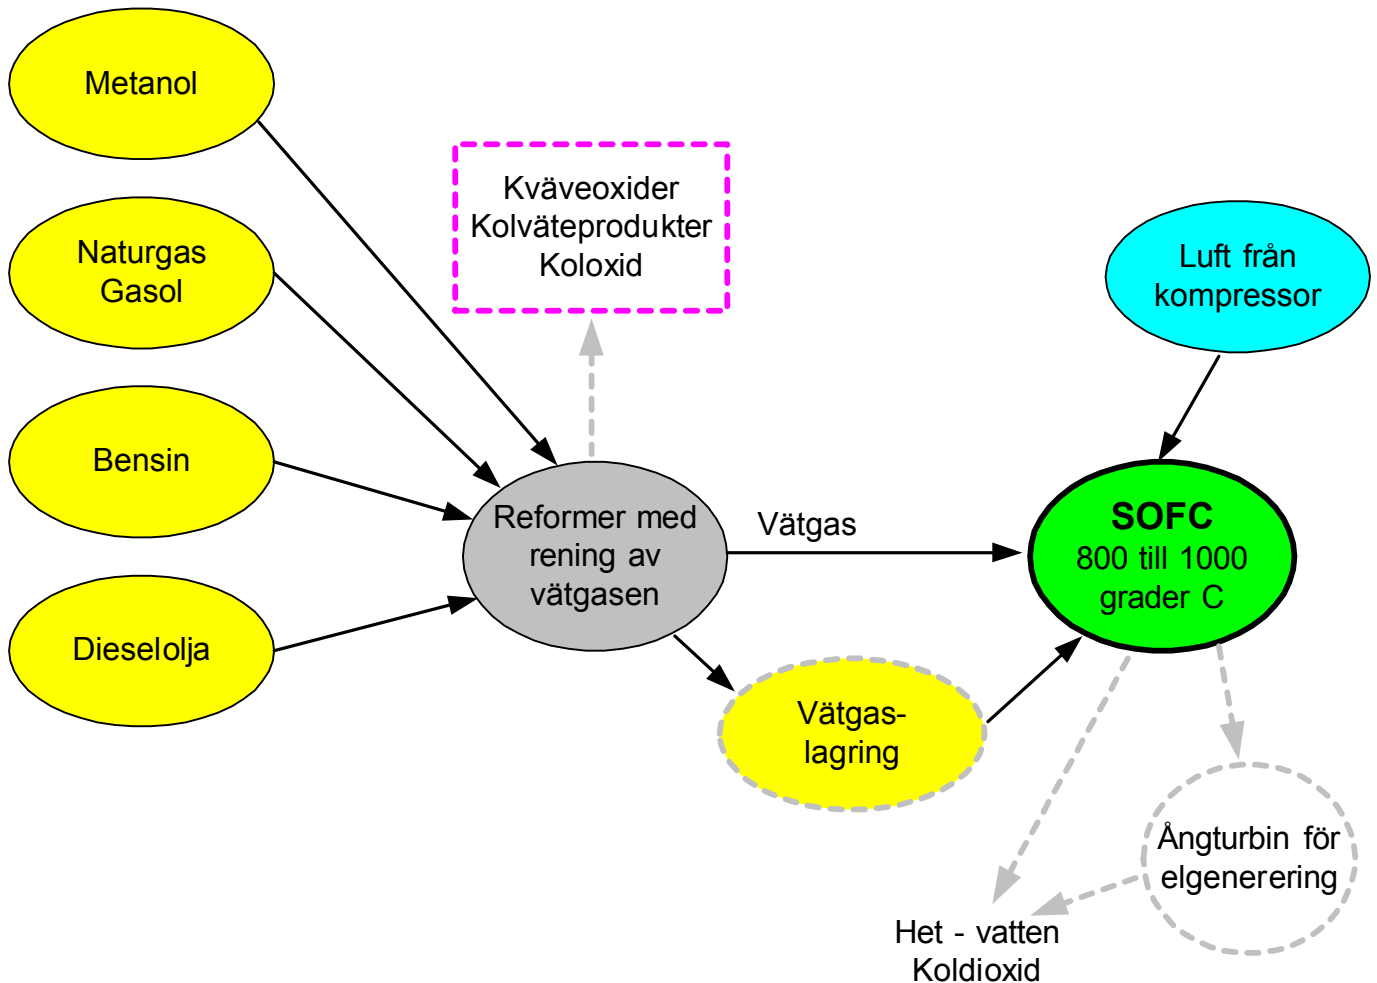 Metanol
Kväveoxider
Kolväteprodukter
Koloxid
Naturgas
Gasol
Luft från
kompressor
Bensin
Reformer med
rening av
vätgasen
Vätgas
SOFC
800 till 1000
grader C
Dieselolja
Vätgas-
lagring
Ångturbin för
elgenerering
Het - vatten
Koldioxid